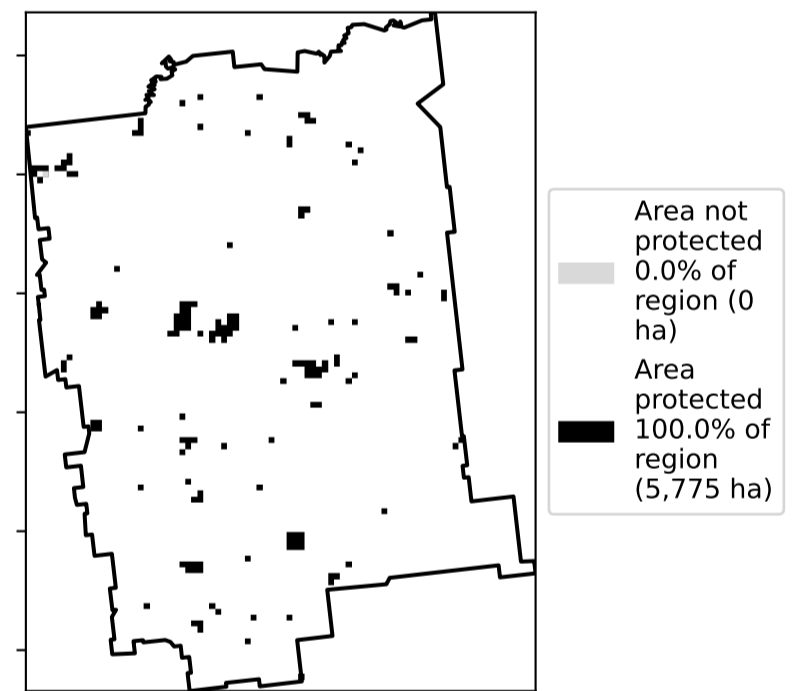 Area not
protected
0.0% of
region (0
ha)
Area
protected
100.0% of
region
(5,775 ha)